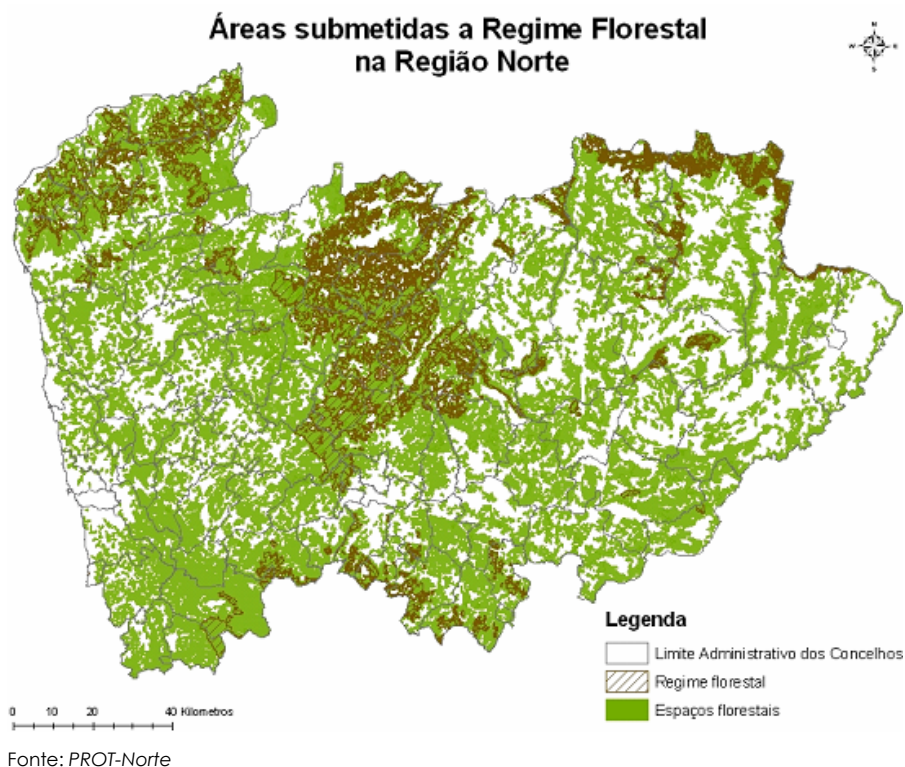 Áreas submetidas a Regime Florestal
na Região Norte
N
W E
S
Legenda
Limite Administrativo dos Concelhos
Regime florestal
Espaços florestais
0 10 20 40 Kilometros
Fonte: PROT-Norte